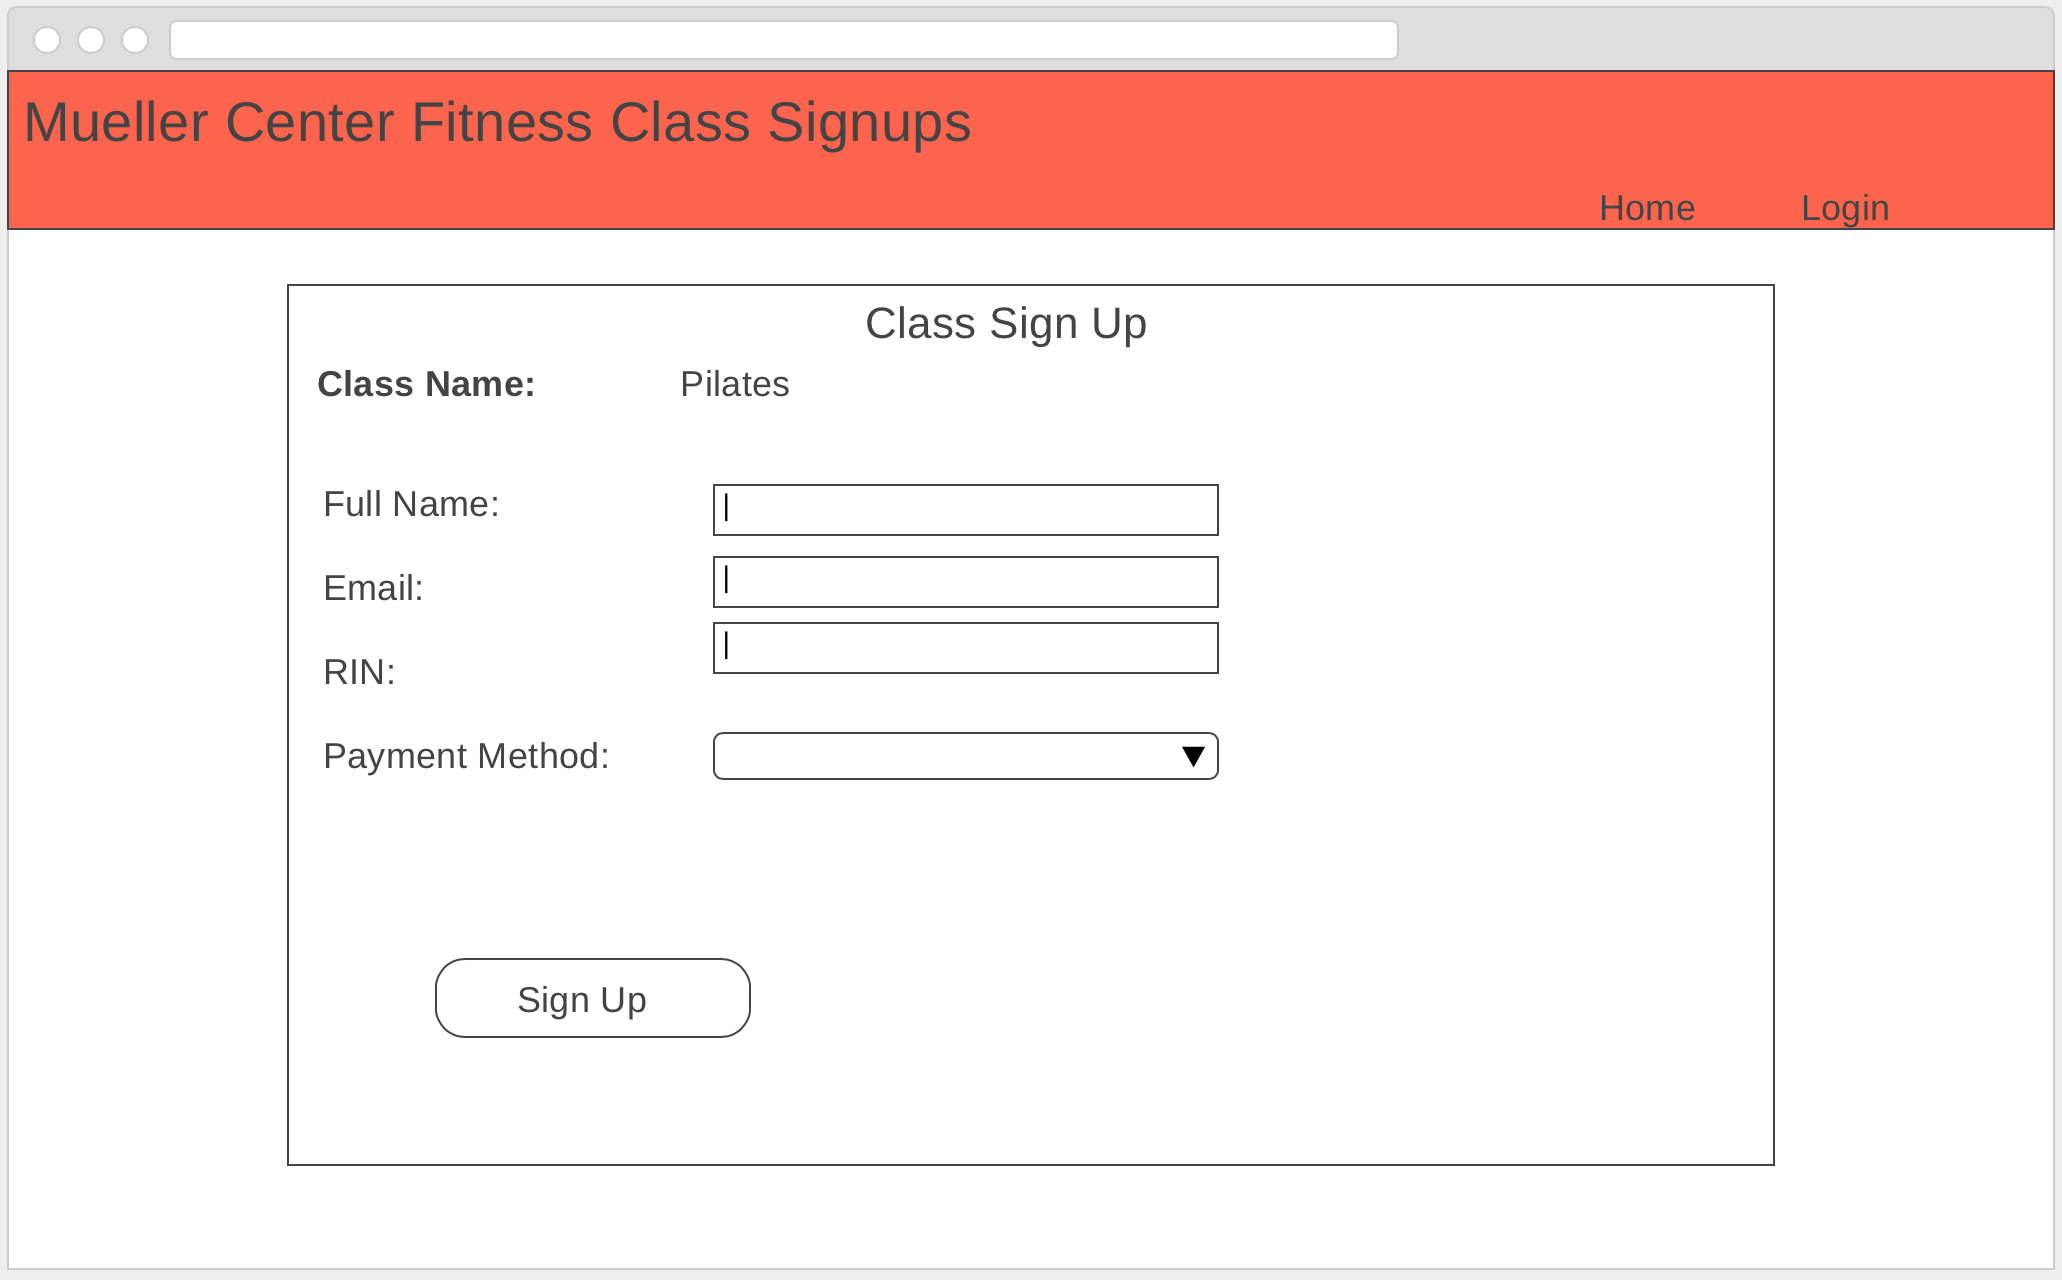 Mueller Center Fitness Class Signups
Home Login
Class Sign Up
Class Name: Pilates
Full Name:
Email:
RIN:
Payment Method:
Sign Up